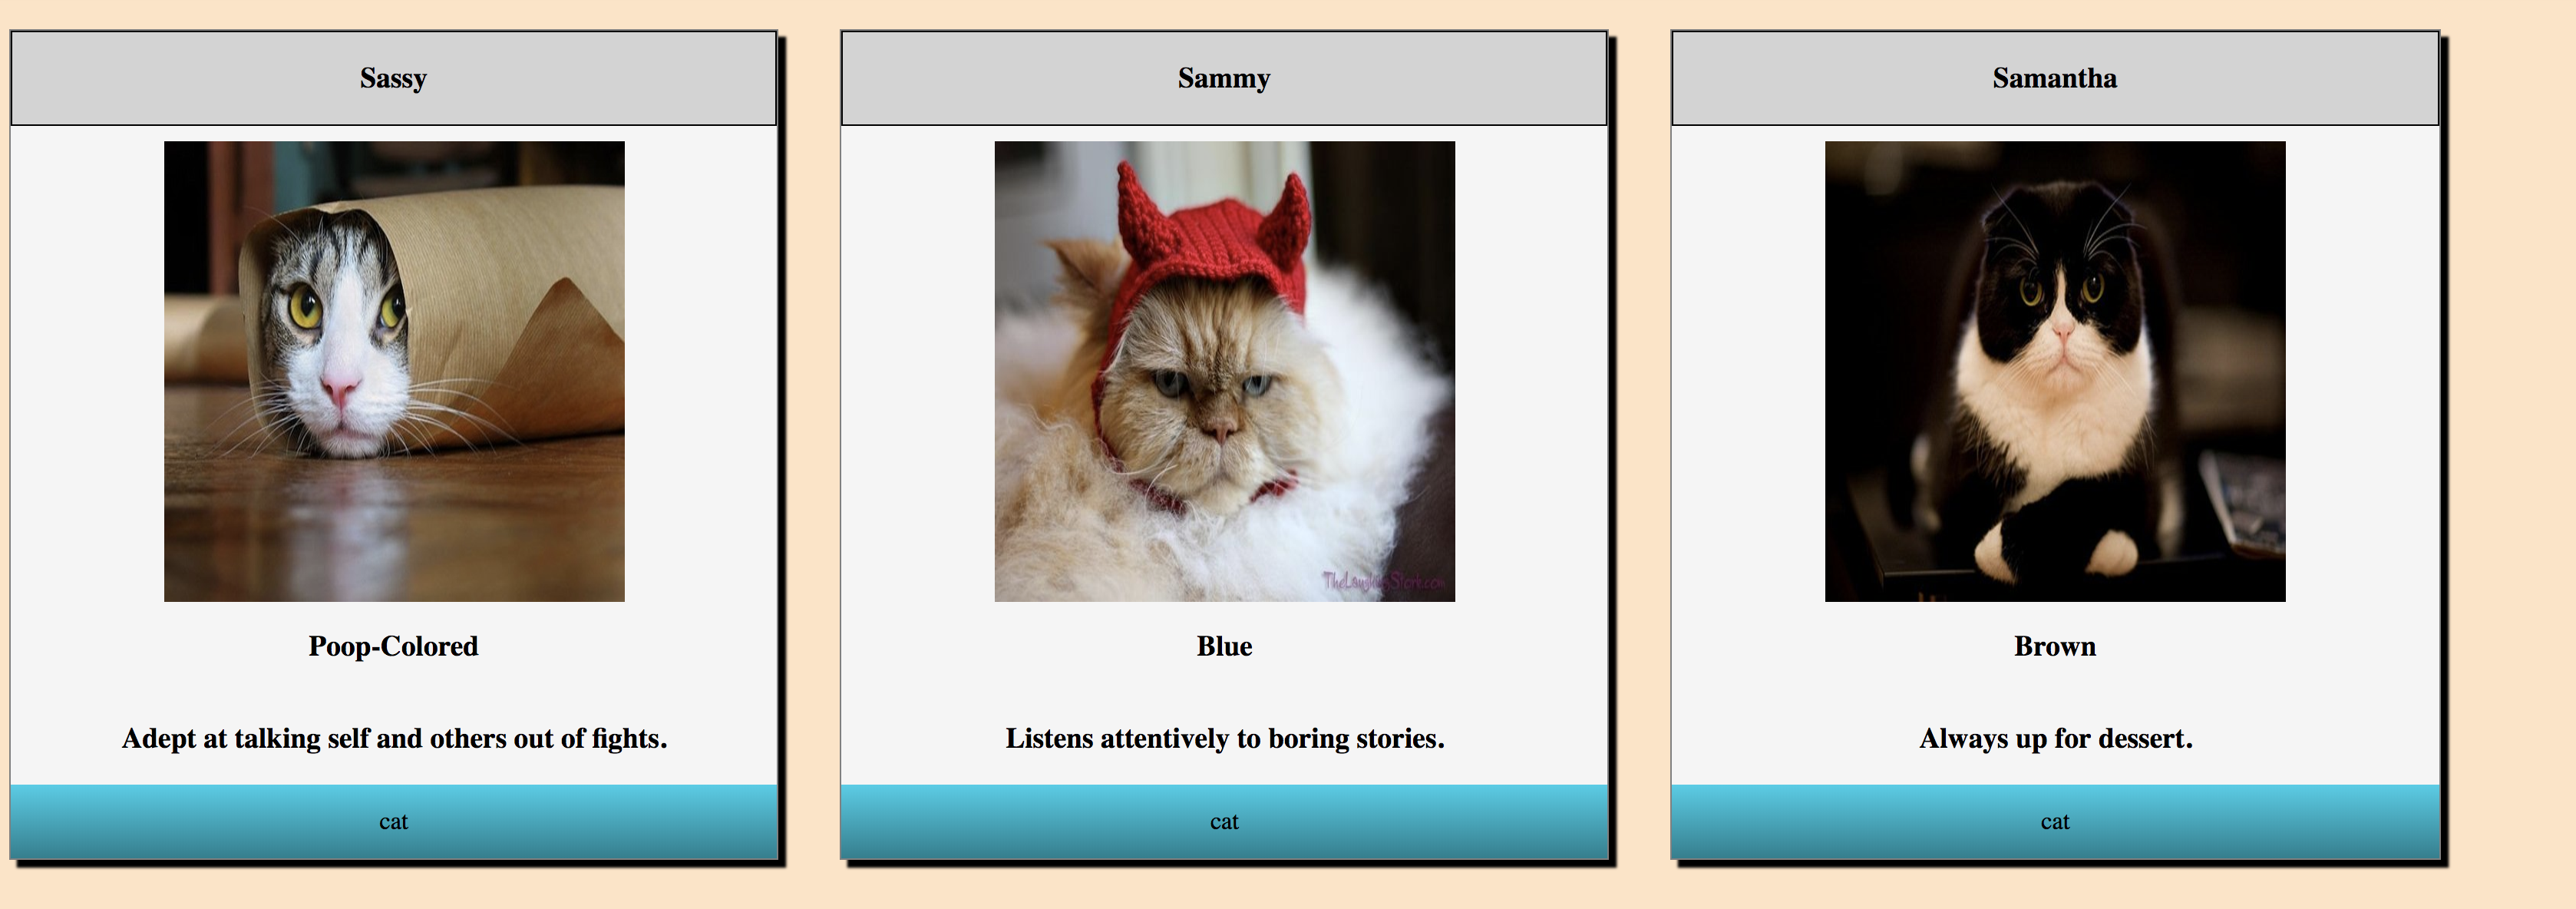 Sassy
Poop-Colored
Adept at talking self and others out of fights.
cat
Sammy
TheLaughingStork.com
Blue
Listens attentively to boring stories.
cat
Samantha
Brown
Always up for dessert.
cat